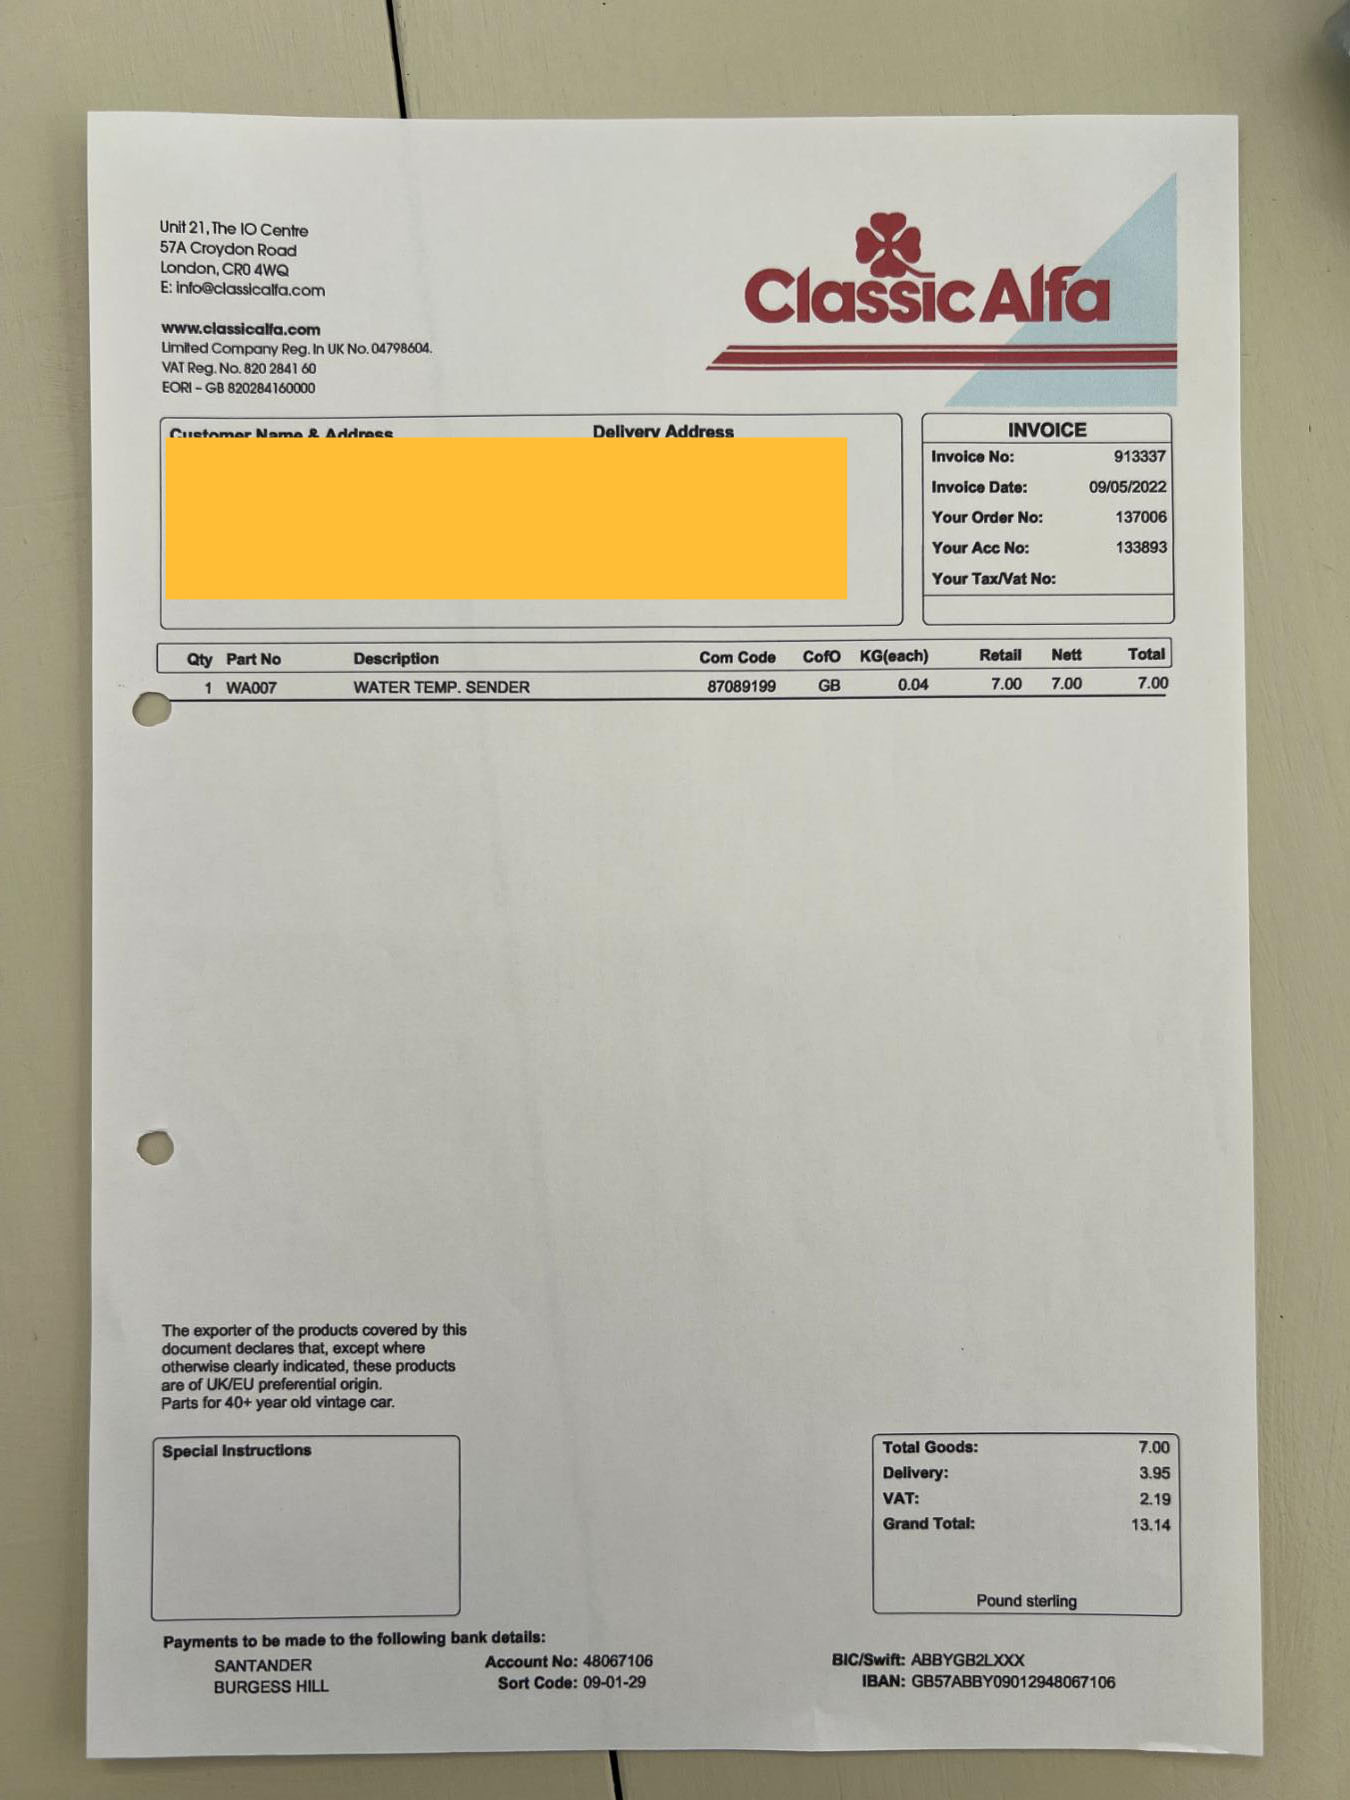 Unit 21, The IO Centre
57A Croydon Road
London, CR0 4WQ
E: info@classicalfa.com
www.classicalfa.com
Limited Company Reg. In UK No. 04798604.
VAT Reg. No. 820 2841 60
EORI – GB 820284160000
Classic Alfa
Customer Name & Address Delivery Address
INVOICE
Invoice No: 913337
Invoice Date: 09/05/2022
Your Order No: 137006
Your Acc No: 133893
Your Tax/Vat No:
Qty Part No Description Com Code CofO KG(each) Retail Nett Total
1 WA007 WATER TEMP. SENDER 87089199 GB 0.04 7.00 7.00 7.00
The exporter of the products covered by this
document declares that, except where
otherwise clearly indicated, these products
are of UK/EU preferential origin.
Parts for 40+ year old vintage car.
Special Instructions
Total Goods: 7.00
Delivery: 3.95
VAT: 2.19
Grand Total: 13.14
Pound sterling
Payments to be made to the following bank details:
SANTANDER Account No: 48067106 BIC/Swift: ABBYGB2LXXX
BURGESS HILL Sort Code: 09-01-29 IBAN: GB57ABBY09012948067106